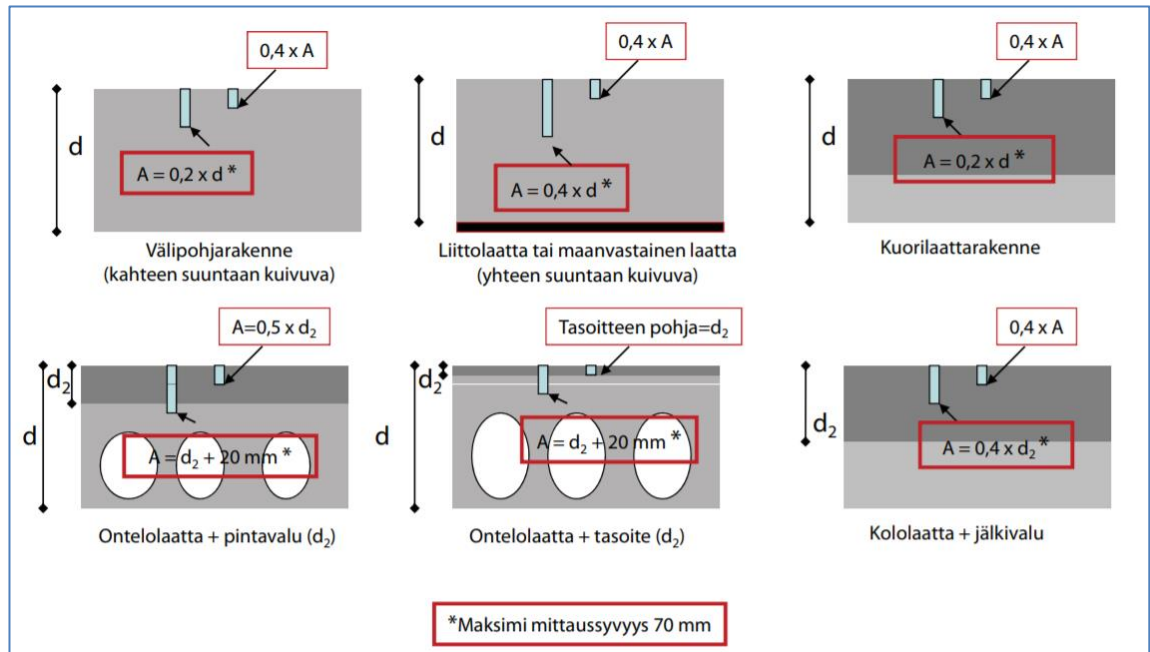 0,4 x A
d
A = 0,2 x d *
Välipohjarakenne
(kahteen suuntaan kuivuva)
0,4 x A
d
A = 0,4 x d *
Liittolaatta tai maanvastainen laatta
(yhteen suuntaan kuivuva)
0,4 x A
d
A = 0,2 x d *
Kuorilaattarakenne
A=0,5 x d₂
d₂
d
A = d₂ + 20 mm *
Ontelolaatta + pintavalu (d₂)
Tasoitteen pohja=d₂
d₂
d
A = d₂ + 20 mm *
Ontelolaatta + tasoite (d₂)
0,4 x A
d₂
A = 0,4 x d₂ *
Kololaatta + jälkivalu
*Maksimi mittaussyvyys 70 mm